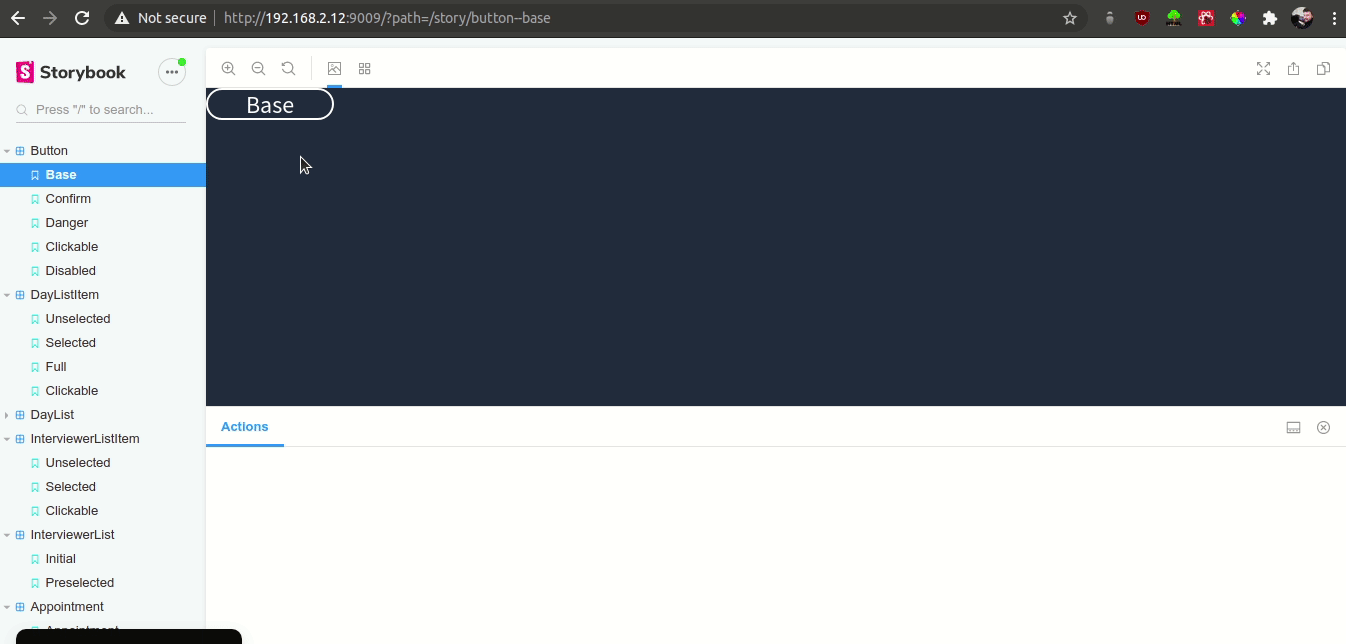 Not secure
http://192.168.2.12:9009/?path=/story/button--base
Storybook
Press "/" to search...
Button
Base
Confirm
Danger
Clickable
Disabled
DayListItem
Unselected
Selected
Full
Clickable
DayList
InterviewerListItem
Unselected
Selected
Clickable
InterviewerList
Initial
Preselected
Appointment
Appointment
Base
Actions